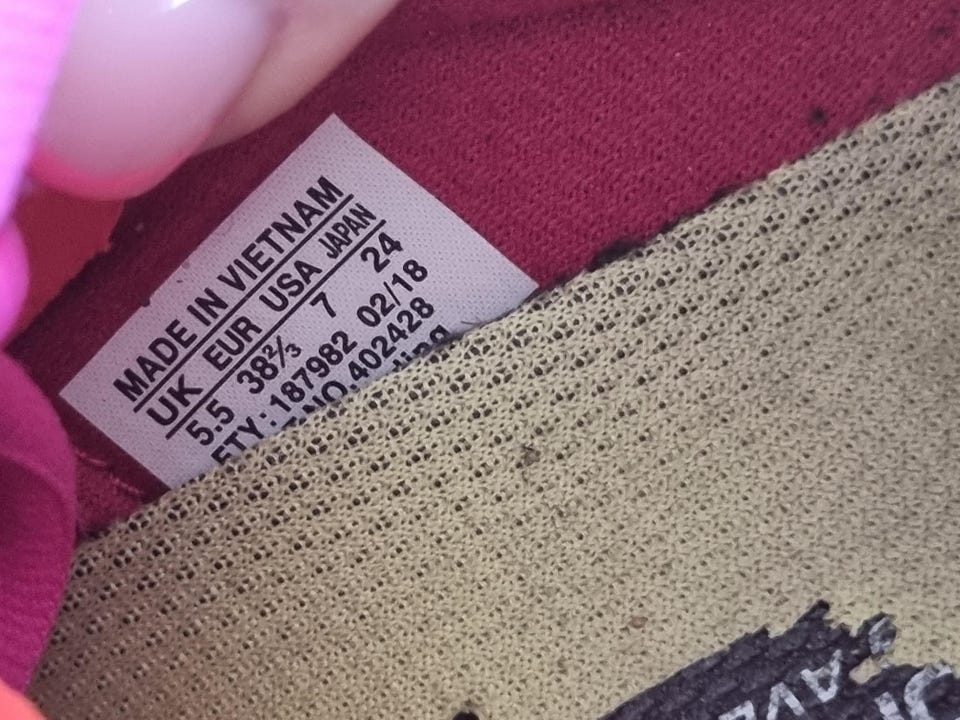 MADE IN VIETNAM
UK EUR USA JAPAN
5.5 38⅔ 7 24
FTY: 187982 02/18
NO.402428
AVE